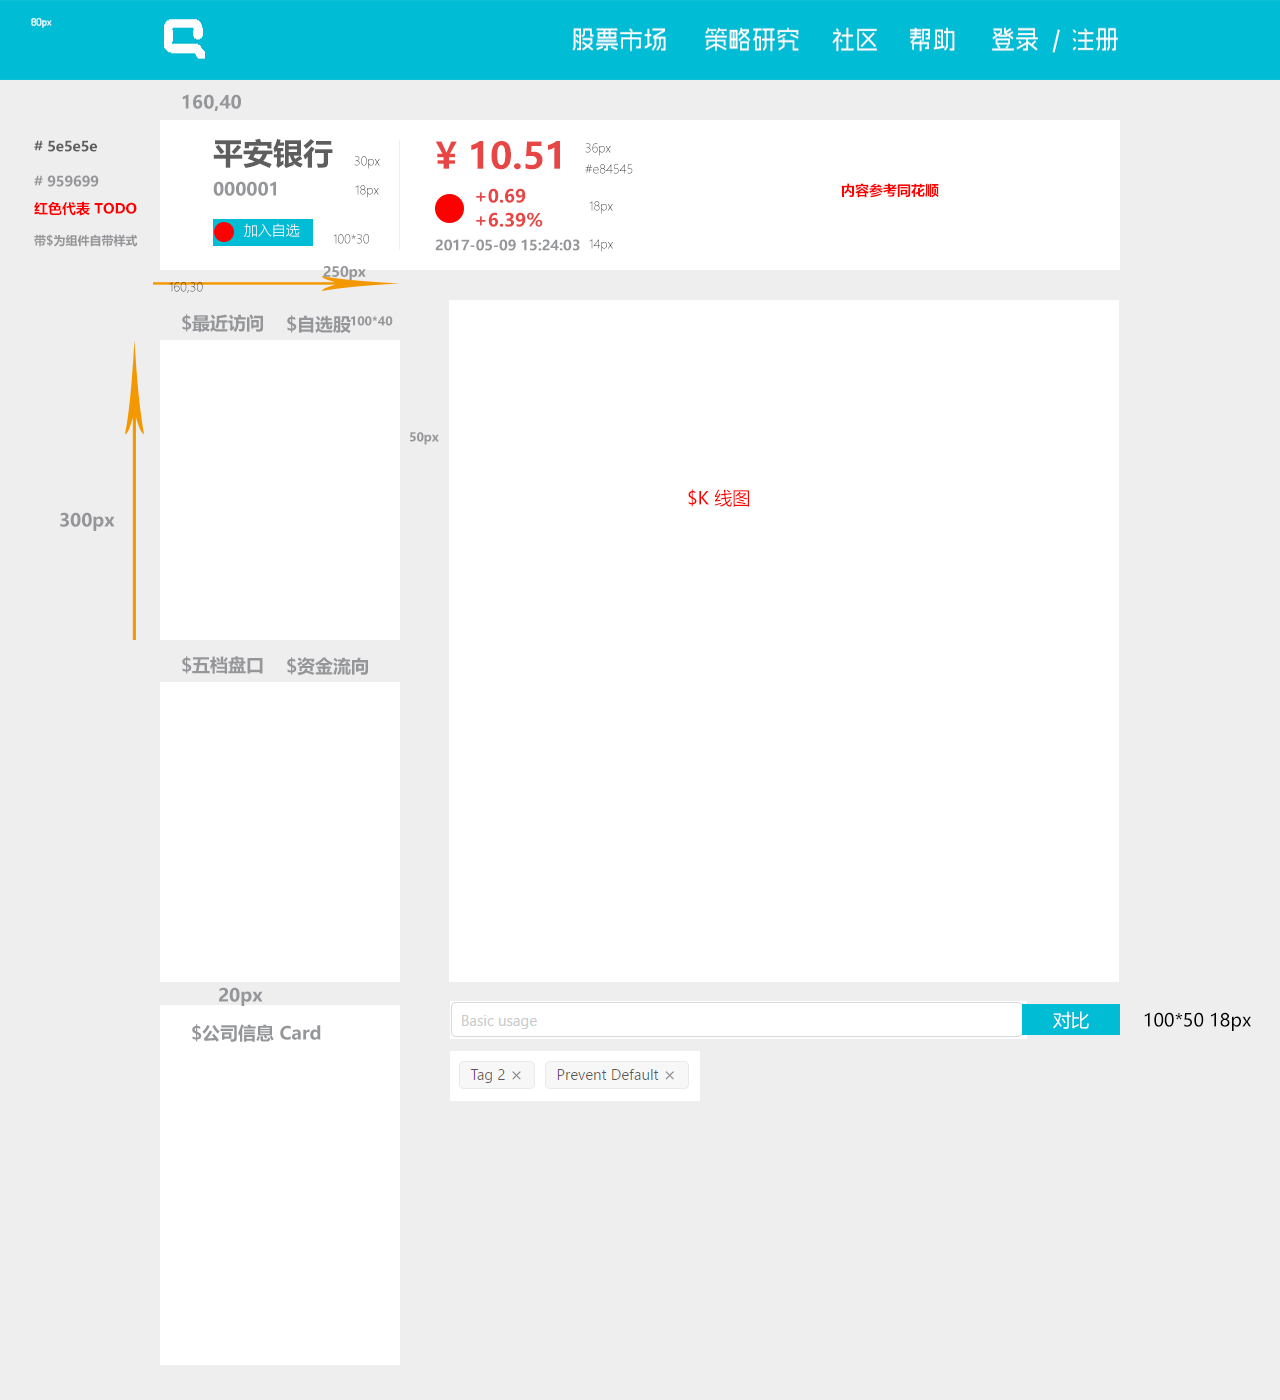 80px
股票市场 策略研究 社区 帮助 登录 / 注册
160,40
# 5e5e5e
# 959699
红色代表 TODO
带$为组件自带样式
平安银行 30px
000001 18px
加入自选 100*30
¥ 10.51 36px
#e84545
+0.69
+6.39% 18px
2017-05-09 15:24:03 14px
内容参考同花顺
250px
160,30
$最近访问 $自选股 100*40
50px
300px
$K 线图
$五档盘口 $资金流向
20px
$公司信息 Card
Basic usage 对比 100*50 18px
Tag 2 × Prevent Default ×